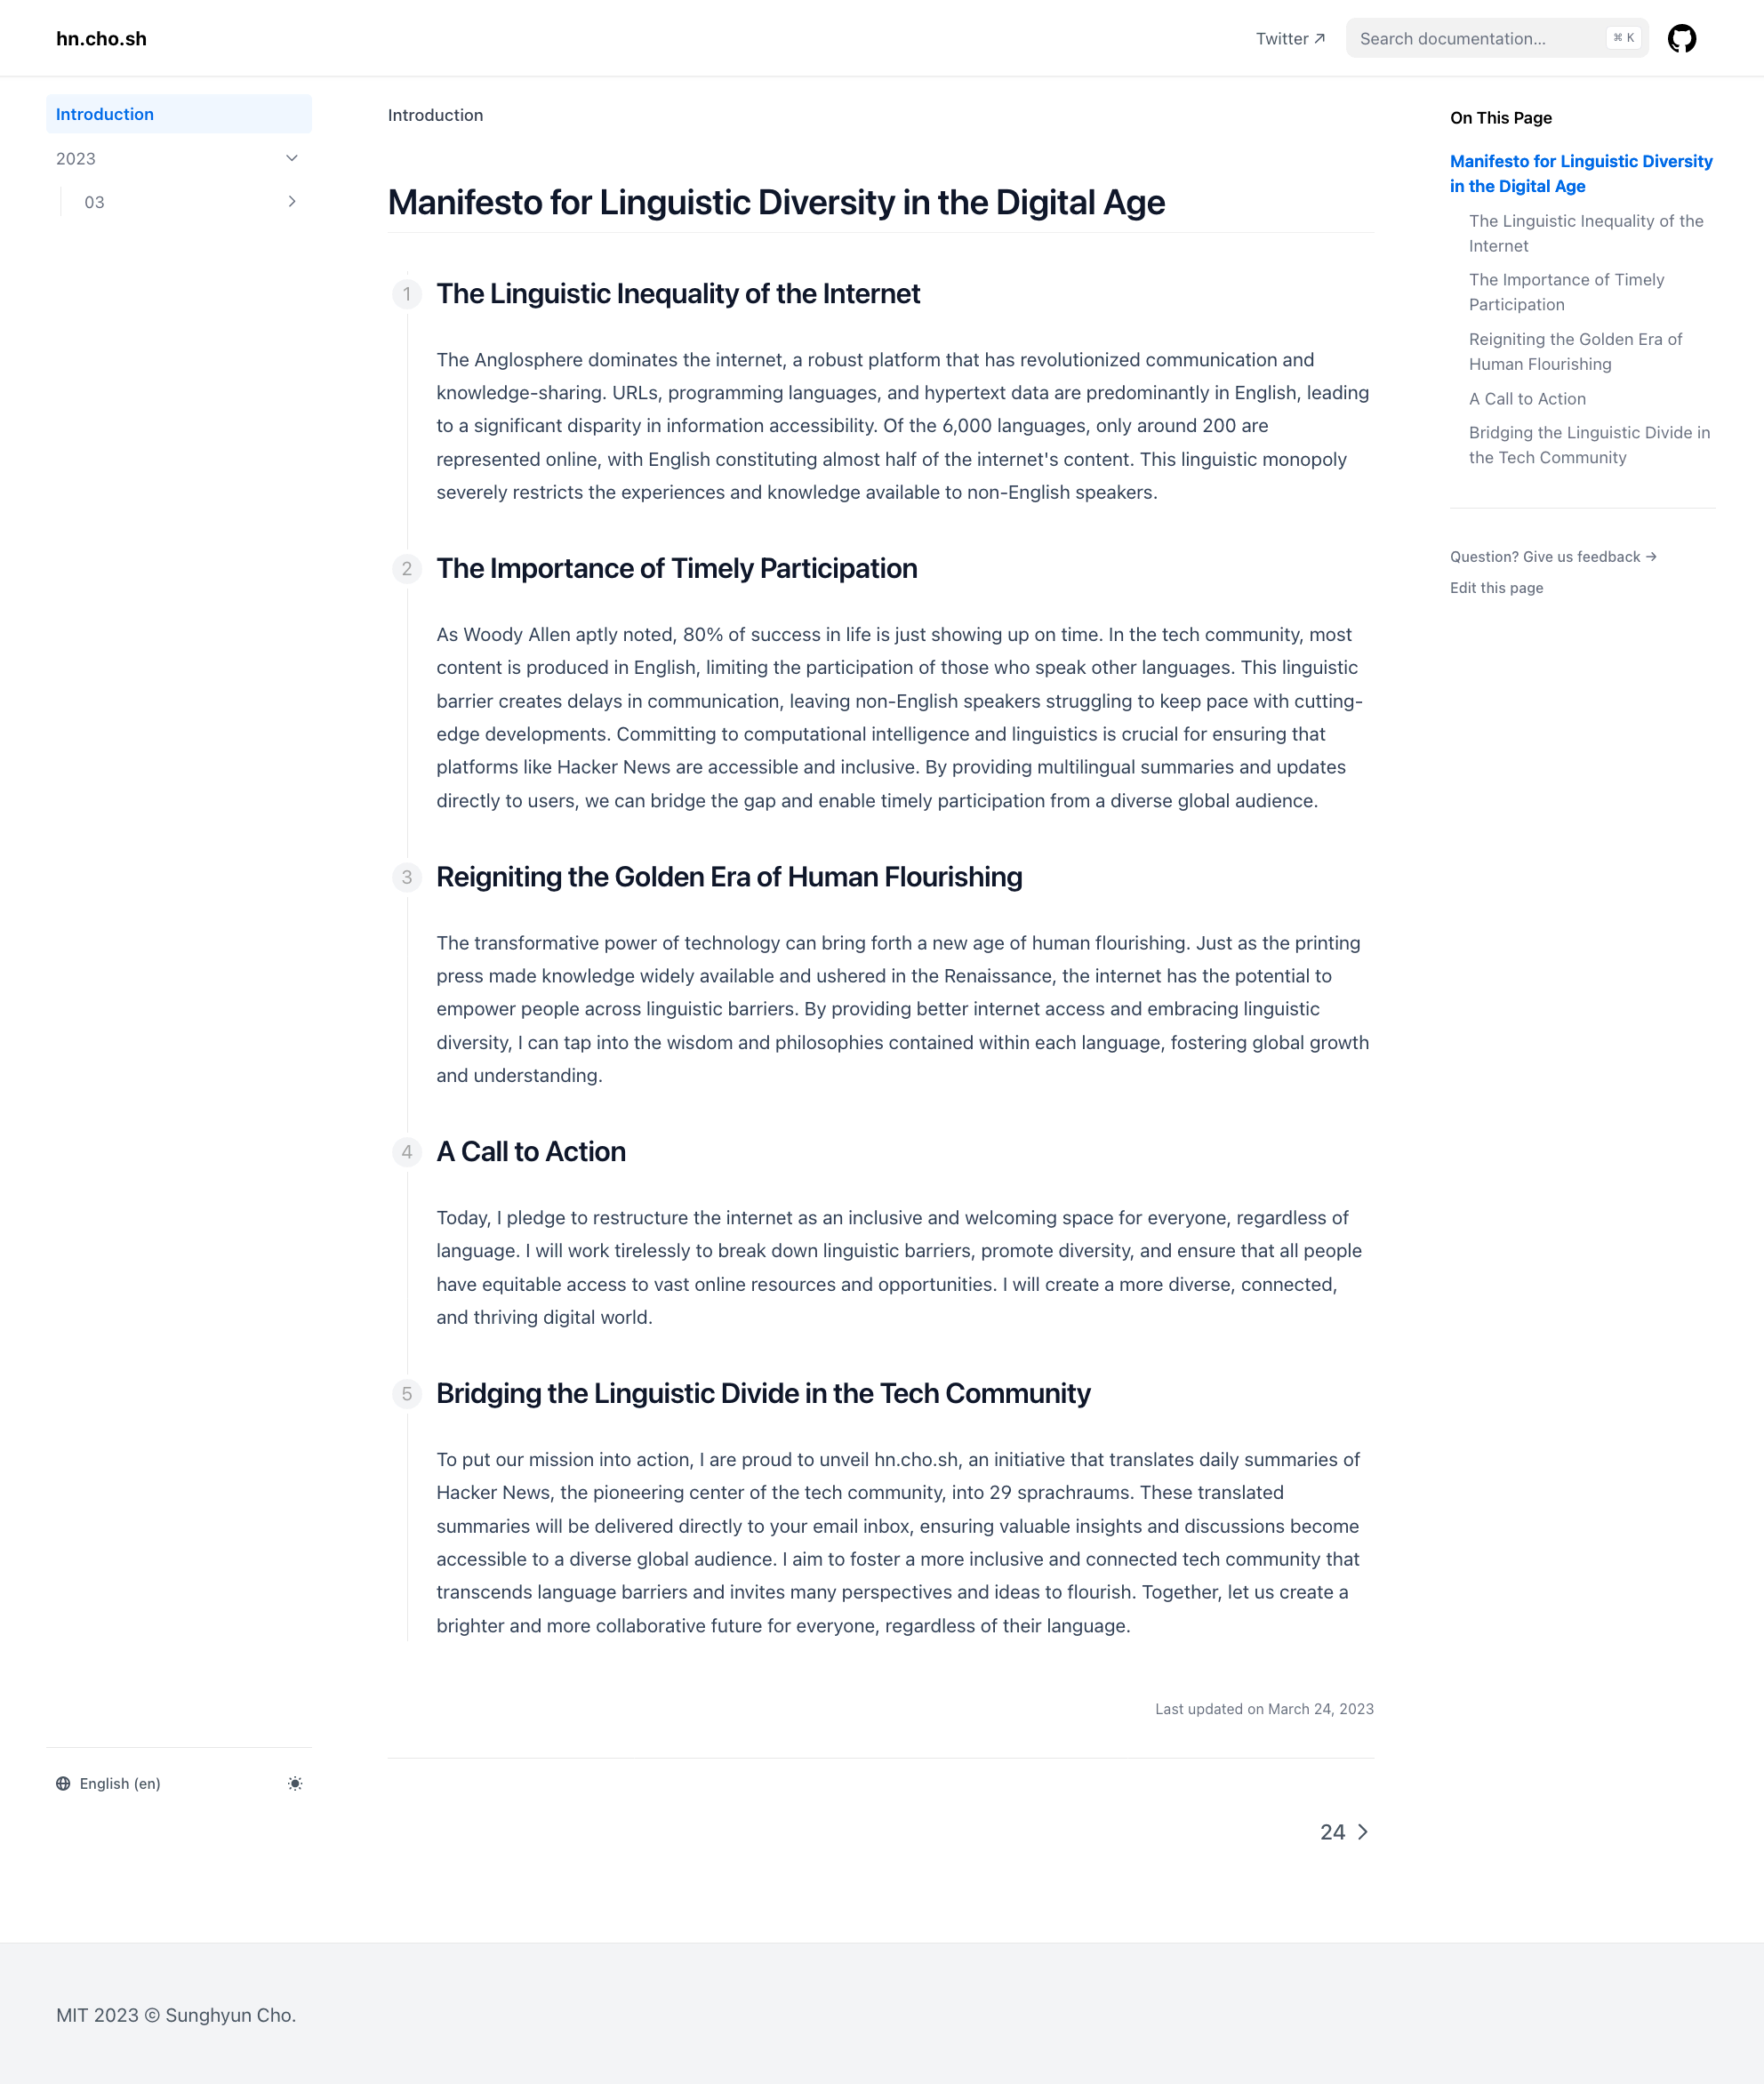 hn.cho.sh
Twitter ↗
Search documentation...
⌘ K
Introduction
2023
03
Introduction
Manifesto for Linguistic Diversity in the Digital Age
1
The Linguistic Inequality of the Internet
The Anglosphere dominates the internet, a robust platform that has revolutionized communication and
knowledge-sharing. URLs, programming languages, and hypertext data are predominantly in English, leading
to a significant disparity in information accessibility. Of the 6,000 languages, only around 200 are
represented online, with English constituting almost half of the internet's content. This linguistic monopoly
severely restricts the experiences and knowledge available to non-English speakers.
2
The Importance of Timely Participation
As Woody Allen aptly noted, 80% of success in life is just showing up on time. In the tech community, most
content is produced in English, limiting the participation of those who speak other languages. This linguistic
barrier creates delays in communication, leaving non-English speakers struggling to keep pace with cutting-
edge developments. Committing to computational intelligence and linguistics is crucial for ensuring that
platforms like Hacker News are accessible and inclusive. By providing multilingual summaries and updates
directly to users, we can bridge the gap and enable timely participation from a diverse global audience.
3
Reigniting the Golden Era of Human Flourishing
The transformative power of technology can bring forth a new age of human flourishing. Just as the printing
press made knowledge widely available and ushered in the Renaissance, the internet has the potential to
empower people across linguistic barriers. By providing better internet access and embracing linguistic
diversity, I can tap into the wisdom and philosophies contained within each language, fostering global growth
and understanding.
4
A Call to Action
Today, I pledge to restructure the internet as an inclusive and welcoming space for everyone, regardless of
language. I will work tirelessly to break down linguistic barriers, promote diversity, and ensure that all people
have equitable access to vast online resources and opportunities. I will create a more diverse, connected,
and thriving digital world.
5
Bridging the Linguistic Divide in the Tech Community
To put our mission into action, I are proud to unveil hn.cho.sh, an initiative that translates daily summaries of
Hacker News, the pioneering center of the tech community, into 29 sprachraums. These translated
summaries will be delivered directly to your email inbox, ensuring valuable insights and discussions become
accessible to a diverse global audience. I aim to foster a more inclusive and connected tech community that
transcends language barriers and invites many perspectives and ideas to flourish. Together, let us create a
brighter and more collaborative future for everyone, regardless of their language.
Last updated on March 24, 2023
24
On This Page
Manifesto for Linguistic Diversity
in the Digital Age
The Linguistic Inequality of the
Internet
The Importance of Timely
Participation
Reigniting the Golden Era of
Human Flourishing
A Call to Action
Bridging the Linguistic Divide in
the Tech Community
Question? Give us feedback →
Edit this page
English (en)
MIT 2023 © Sunghyun Cho.